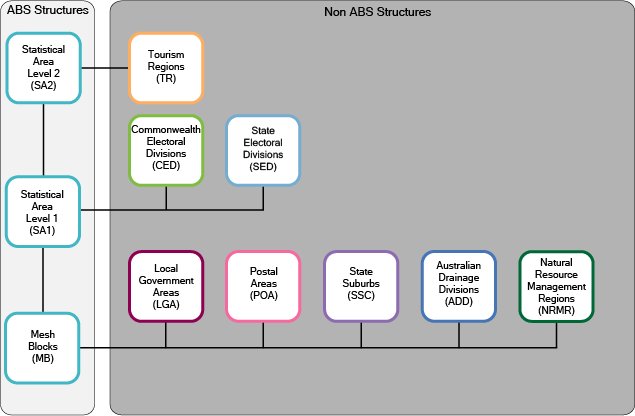 ABS Structures
Non ABS Structures
Statistical
Area
Level 2
(SA2)
Tourism
Regions
(TR)
Commonwealth
Electoral
Divisions
(CED)
State
Electoral
Divisions
(SED)
Statistical
Area
Level 1
(SA1)
Local
Government
Areas
(LGA)
Postal
Areas
(POA)
State
Suburbs
(SSC)
Australian
Drainage
Divisions
(ADD)
Natural
Resource
Management
Regions
(NRMR)
Mesh
Blocks
(MB)